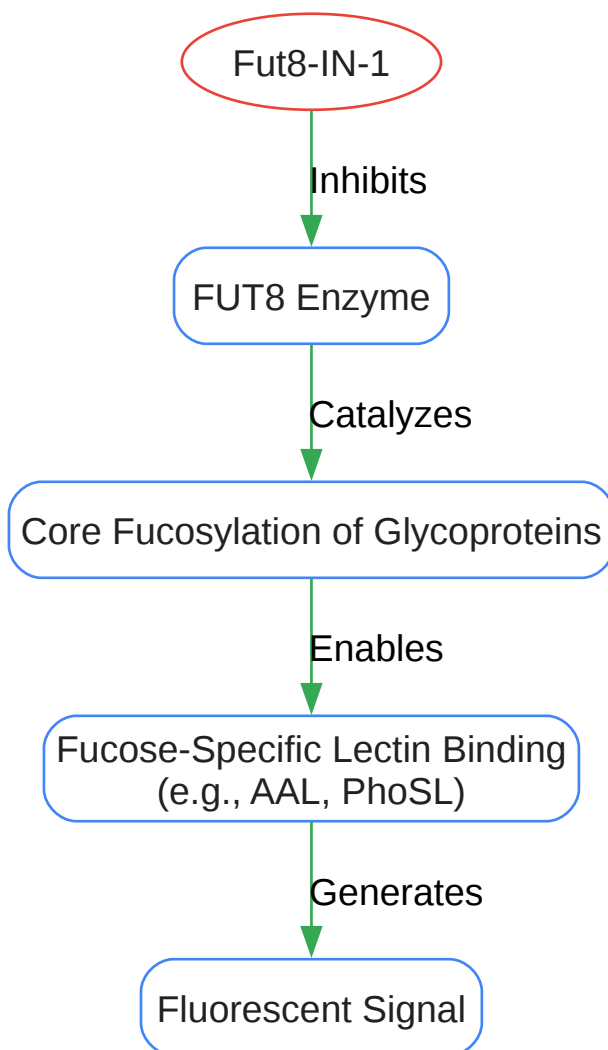 Fut8-IN-1
Inhibits
FUT8 Enzyme
Catalyzes
Core Fucosylation of Glycoproteins
Enables
Fucose-Specific Lectin Binding
(e.g., AAL, PhoSL)
Generates
Fluorescent Signal